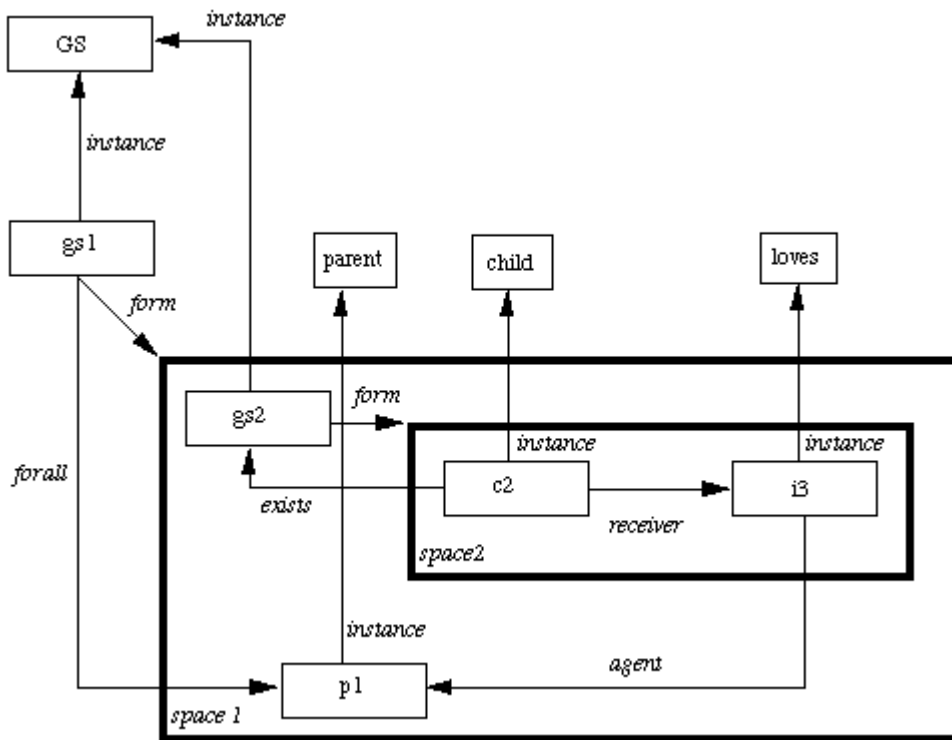 instance
GS
instance
gs1
parent
child
loves
form
form
gs2
instance
instance
forall
c2
i3
exists
receiver
space2
instance
agent
p1
space 1